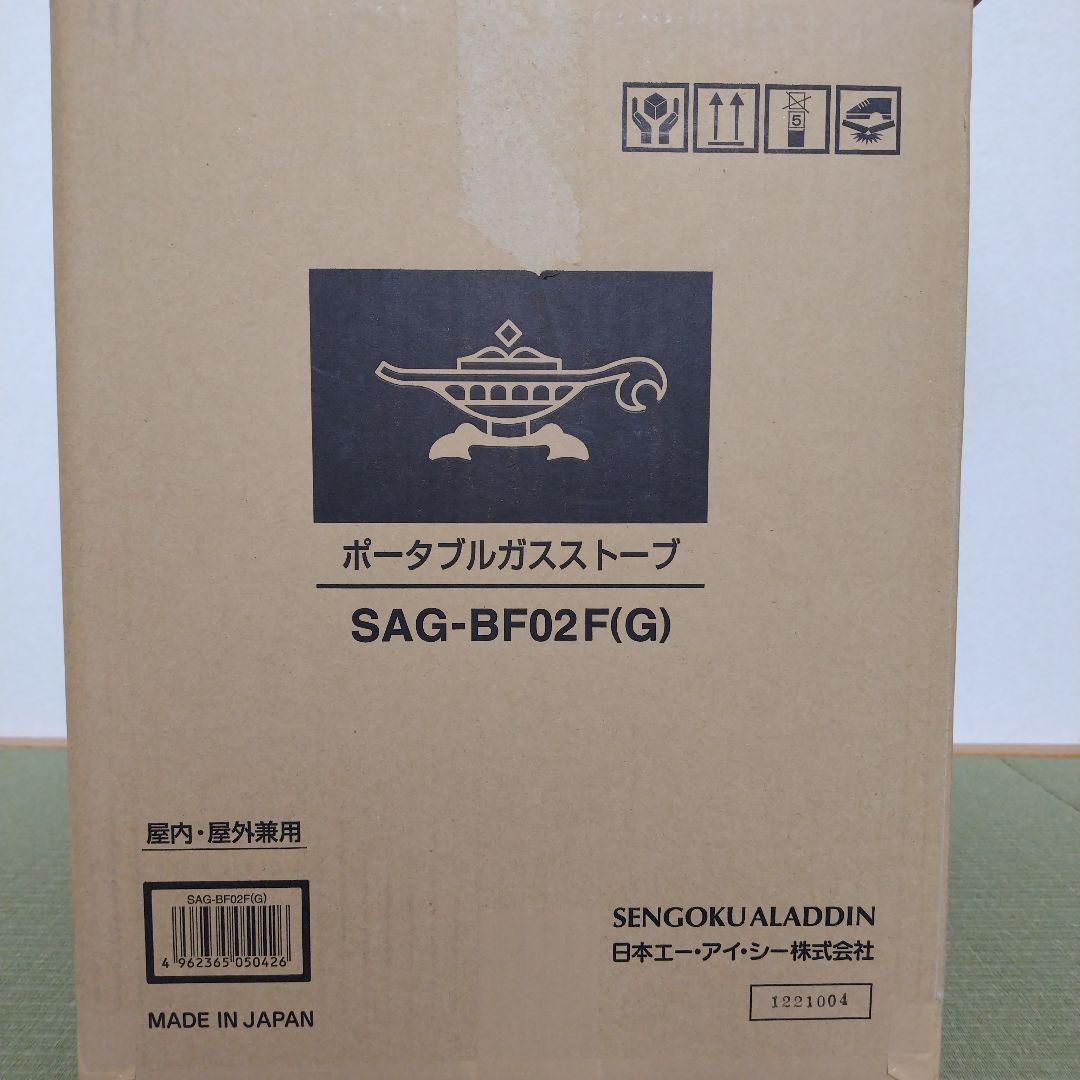 5
ポータブルガスストーブ
SAG-BF02F(G)
屋内・屋外兼用
SAG-BF02F(G)
4 962365 050426
MADE IN JAPAN
SENGOKU ALADDIN
日本エー・アイ・シー株式会社
1221004